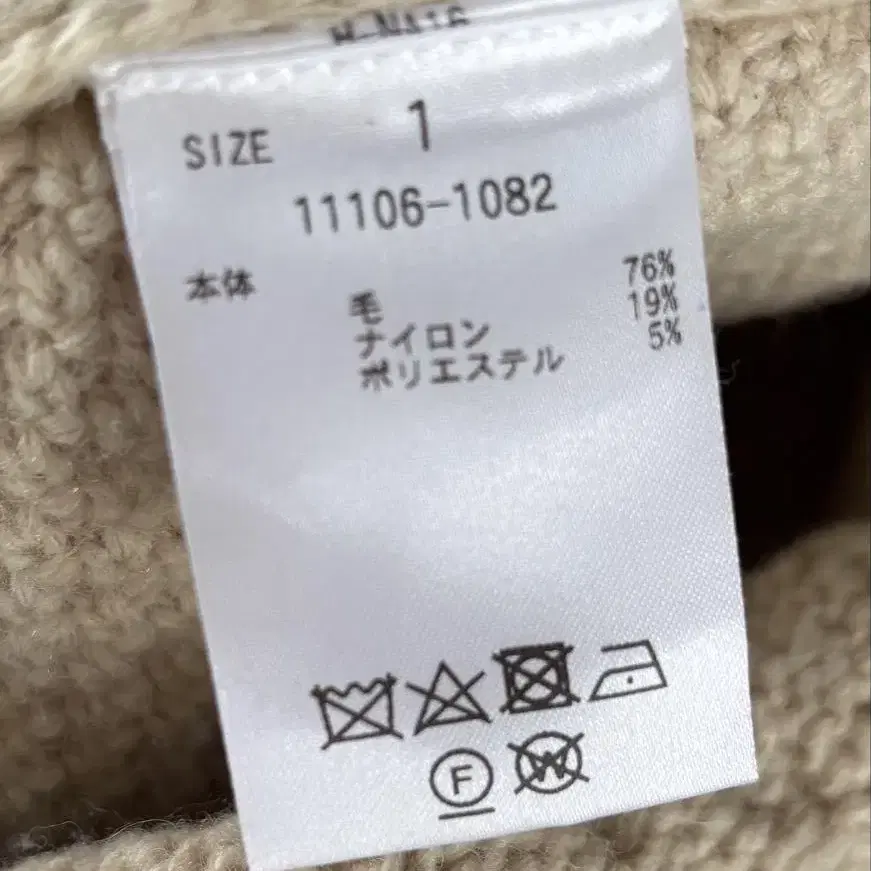 SIZE 1
11106-1082
本体
毛 76%
ナイロン 19%
ポリエステル 5%
F W